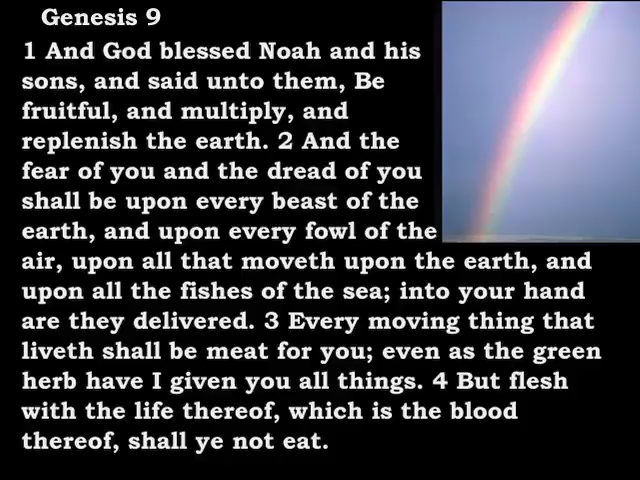 Genesis 9
1 And God blessed Noah and his
sons, and said unto them, Be
fruitful, and multiply, and
replenish the earth. 2 And the
fear of you and the dread of you
shall be upon every beast of the
earth, and upon every fowl of the
air, upon all that moveth upon the earth, and
upon all the fishes of the sea; into your hand
are they delivered. 3 Every moving thing that
liveth shall be meat for you; even as the green
herb have I given you all things. 4 But flesh
with the life thereof, which is the blood
thereof, shall ye not eat.